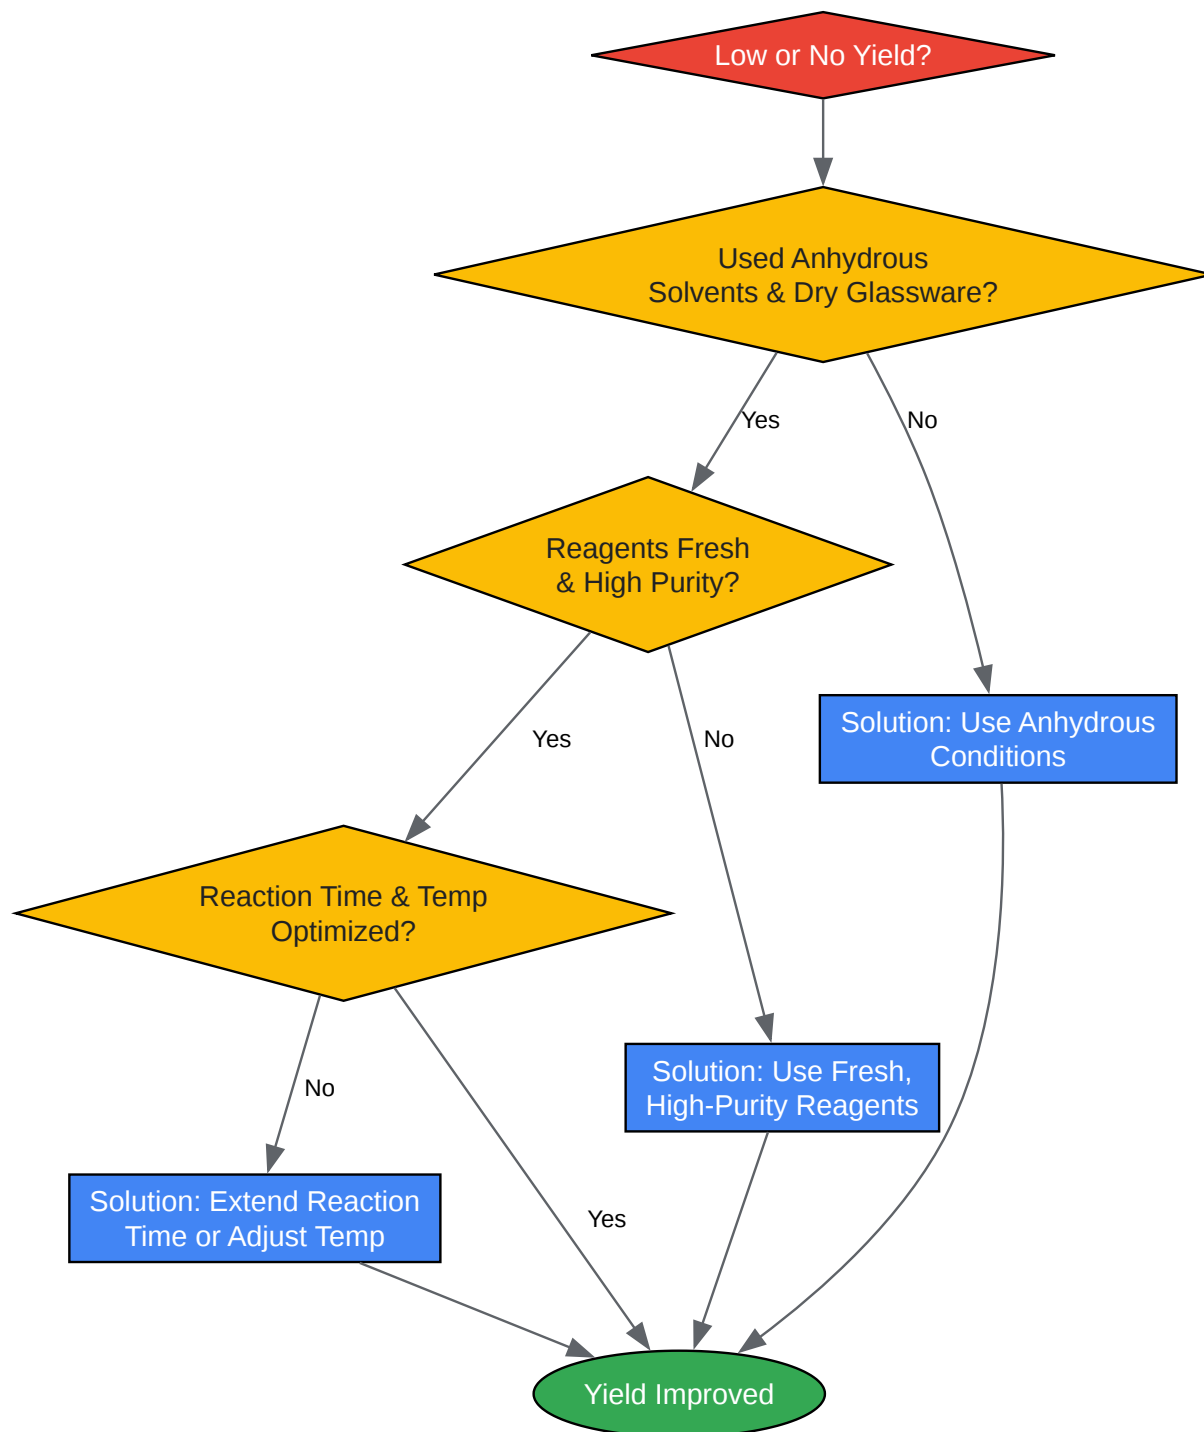 Low or No Yield?
Used Anhydrous
Solvents & Dry Glassware?
Yes
No
Reagents Fresh
& High Purity?
Solution: Use Anhydrous
Conditions
Yes
No
Reaction Time & Temp
Optimized?
Solution: Use Fresh,
High-Purity Reagents
No
Solution: Extend Reaction
Time or Adjust Temp
Yes
Yield Improved